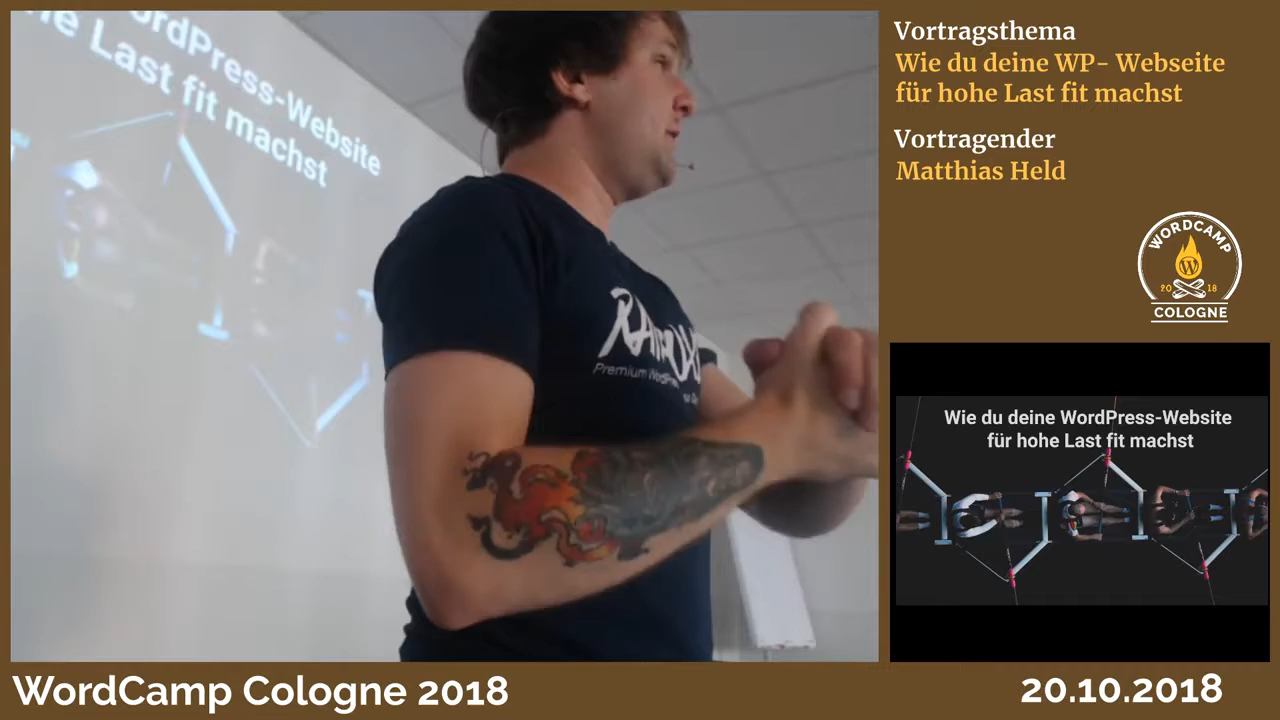 ordPress-Website
e Last fit machst
Premium WordPress
Vortragsthema
Wie du deine WP- Webseite
für hohe Last fit machst
Vortragender
Matthias Held
WORDCAMP
20 18
COLOGNE
Wie du deine WordPress-Website
für hohe Last fit machst
WordCamp Cologne 2018
20.10.2018